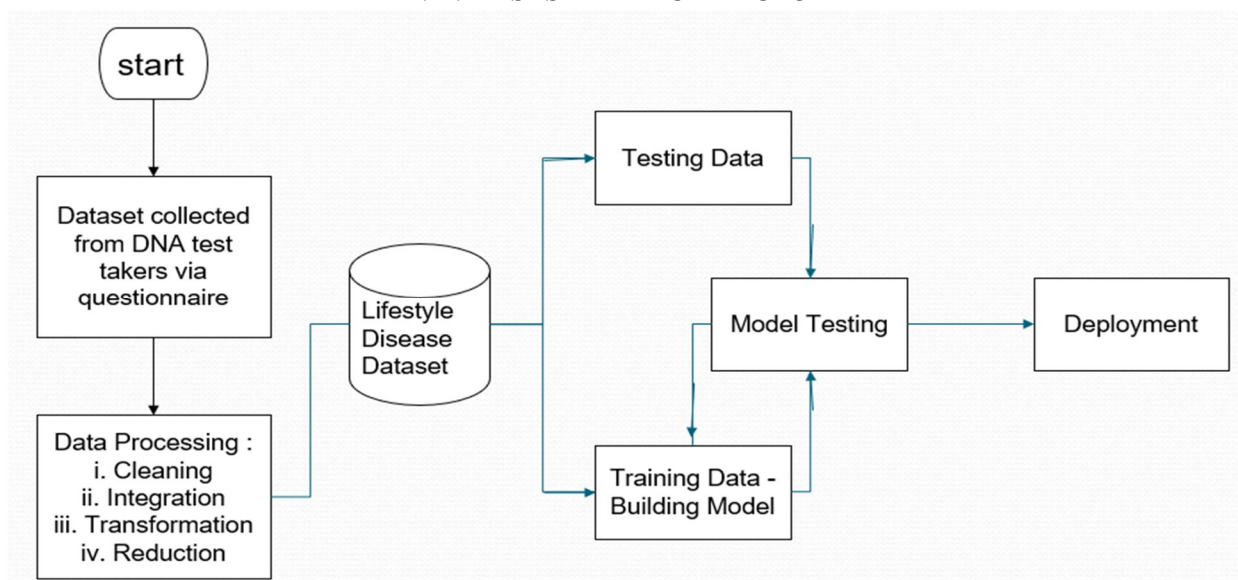 start
Dataset collected
from DNA test
takers via
questionnaire
Data Processing :
i. Cleaning
ii. Integration
iii. Transformation
iv. Reduction
Lifestyle
Disease
Dataset
Testing Data
Model Testing
Training Data -
Building Model
Deployment